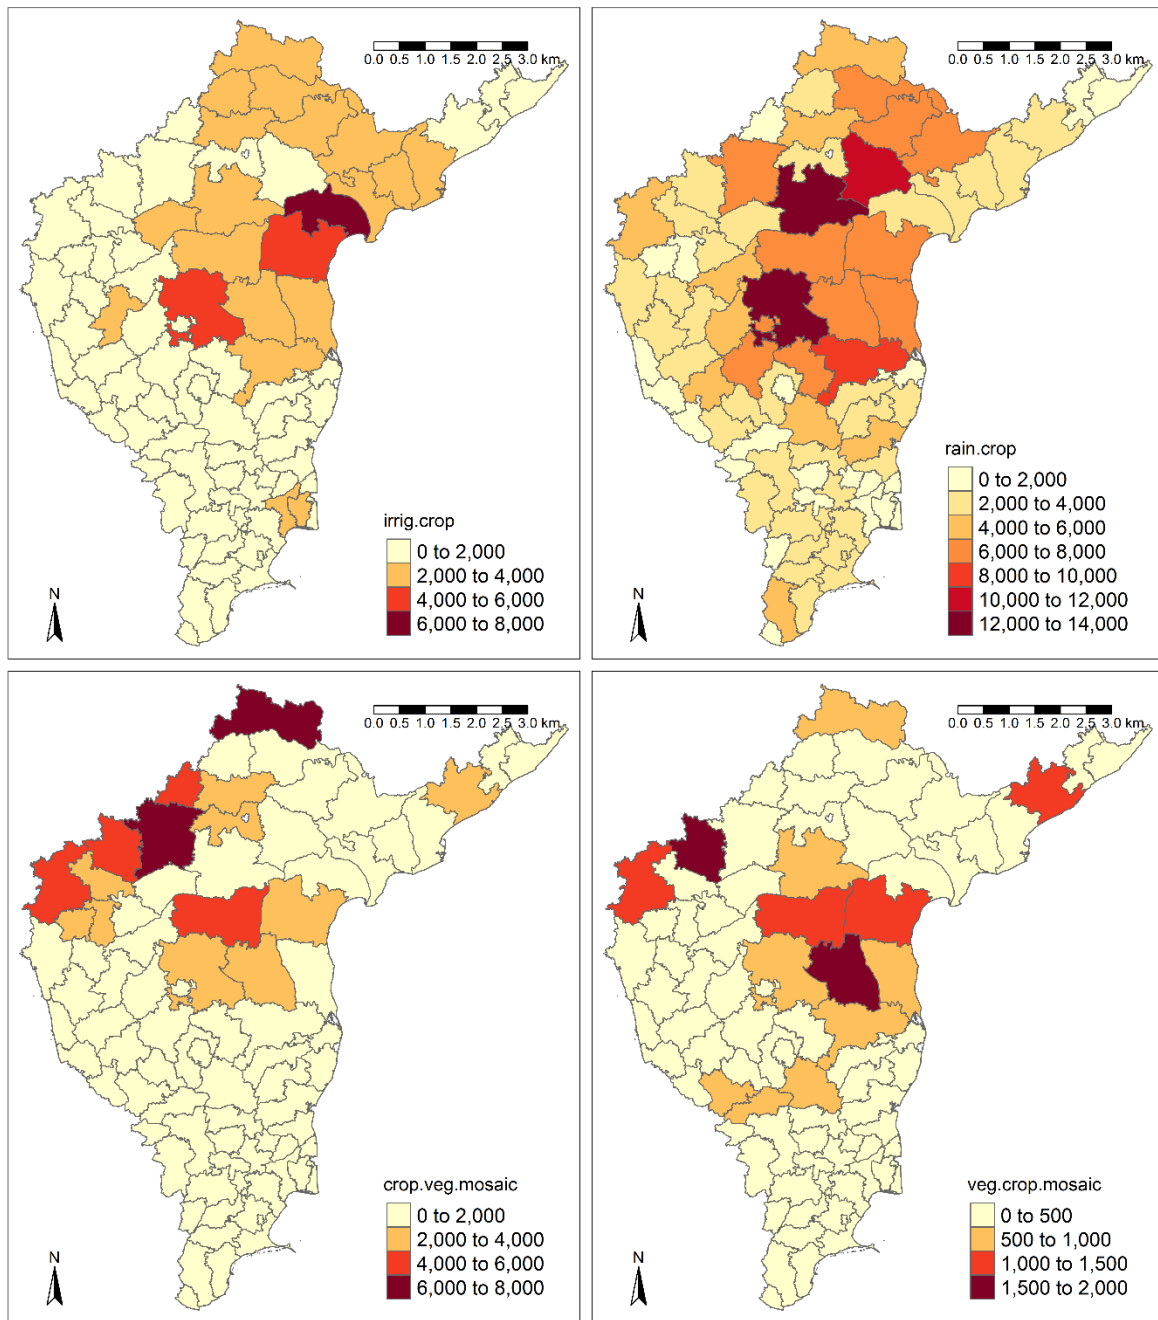 0.0 0.5 1.0 1.5 2.0 2.5 3.0 km
irrig.crop
0 to 2,000
2,000 to 4,000
4,000 to 6,000
6,000 to 8,000
N
0.0 0.5 1.0 1.5 2.0 2.5 3.0 km
rain.crop
0 to 2,000
2,000 to 4,000
4,000 to 6,000
6,000 to 8,000
8,000 to 10,000
10,000 to 12,000
12,000 to 14,000
N
0.0 0.5 1.0 1.5 2.0 2.5 3.0 km
crop.veg.mosaic
0 to 2,000
2,000 to 4,000
4,000 to 6,000
6,000 to 8,000
N
0.0 0.5 1.0 1.5 2.0 2.5 3.0 km
veg.crop.mosaic
0 to 500
500 to 1,000
1,000 to 1,500
1,500 to 2,000
N